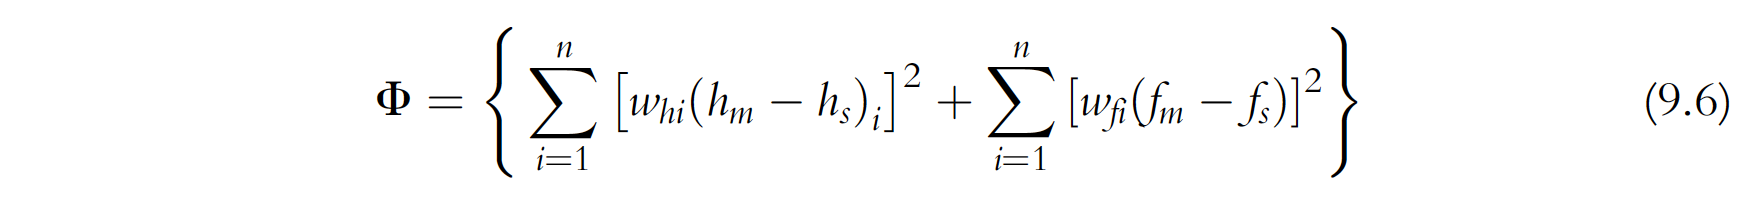 Φ = { ∑_{i=1}^{n} [w_{hi}(h_m − h_s)_i]^2 + ∑_{i=1}^{n} [w_{fi}(f_m − f_s)]^2 } (9.6)